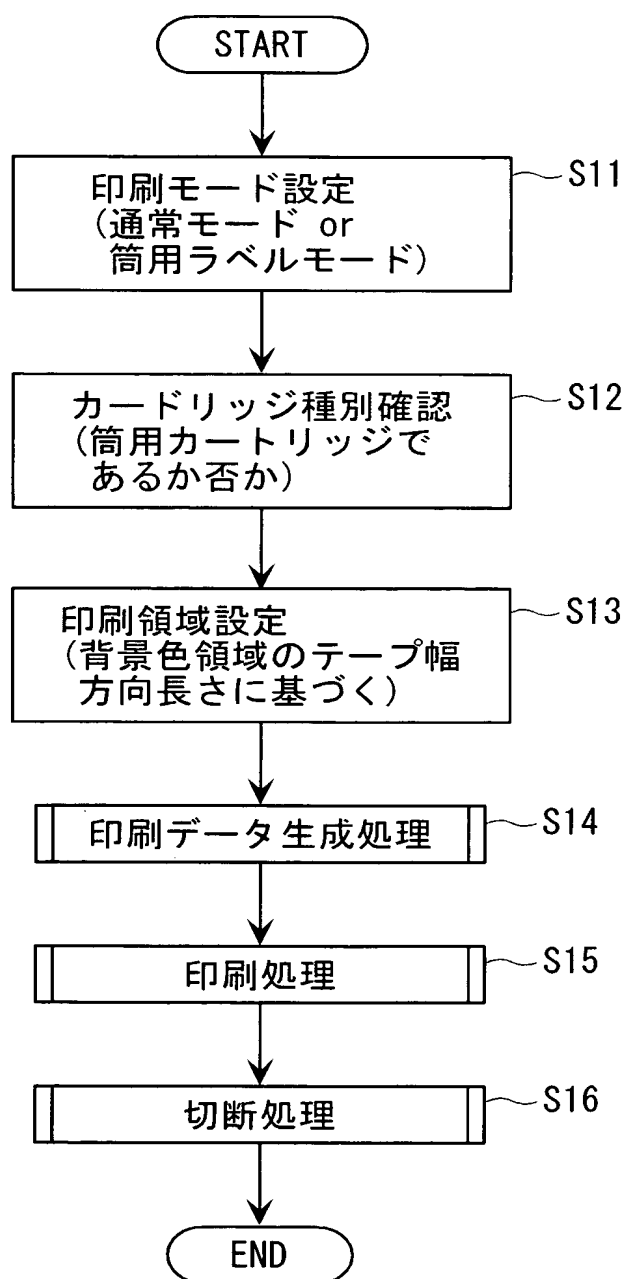 START
印刷モード設定
(通常モード or
筒用ラベルモード)
S11
カードリッジ種別確認
(筒用カートリッジで
あるか否か)
S12
印刷領域設定
(背景色領域のテープ幅
方向長さに基づく)
S13
印刷データ生成処理
S14
印刷処理
S15
切断処理
S16
END